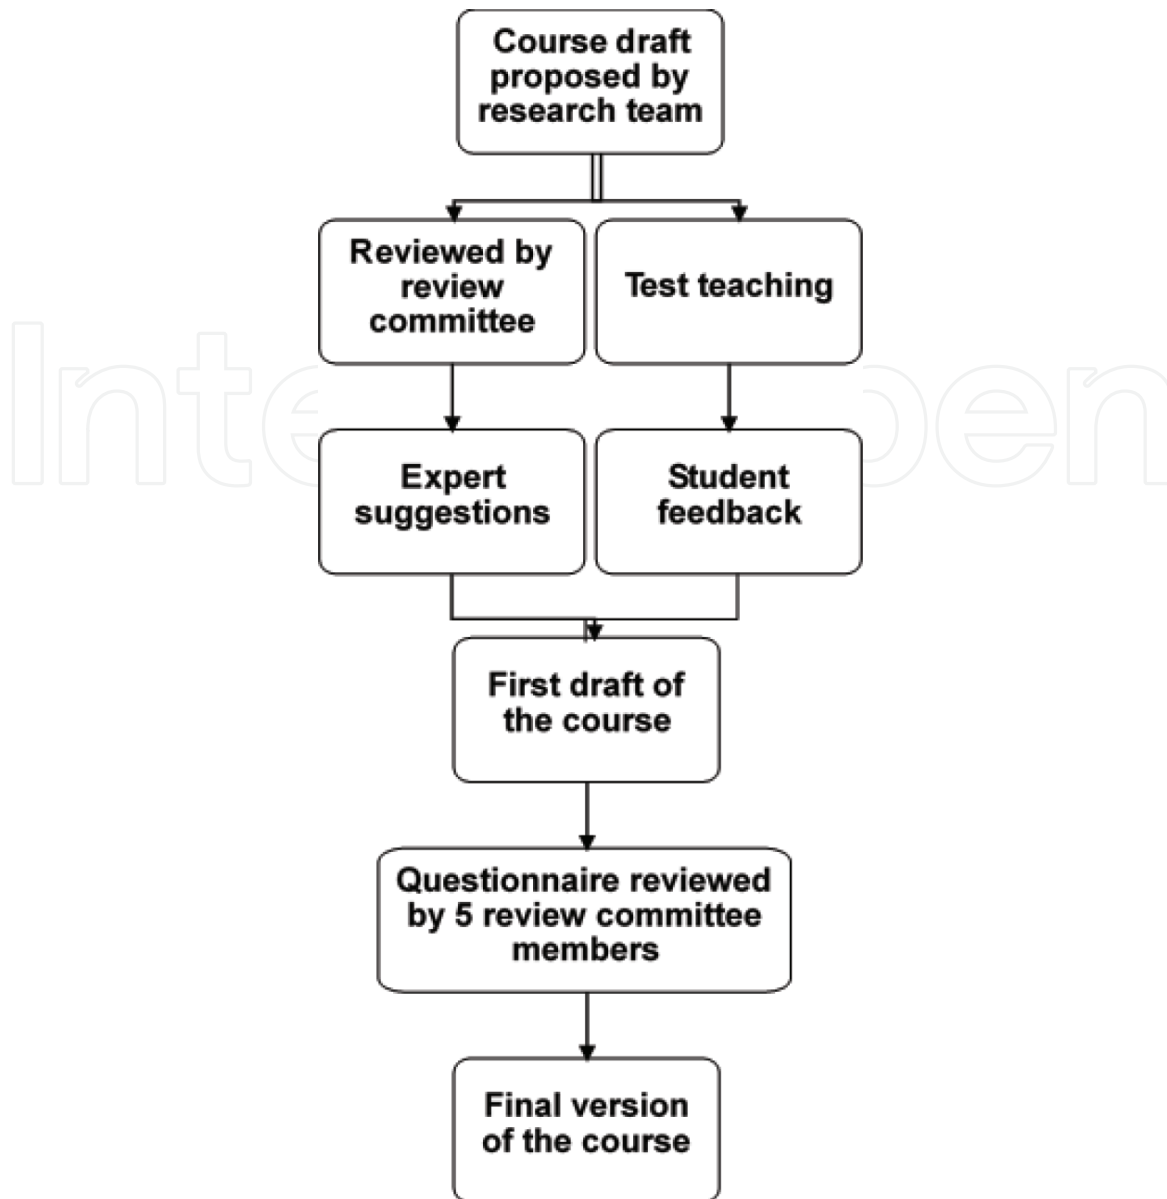 Course draft
proposed by
research team
Reviewed by
review
committee
Test teaching
Expert
suggestions
Student
feedback
First draft of
the course
Questionnaire reviewed
by 5 review committee
members
Final version
of the course